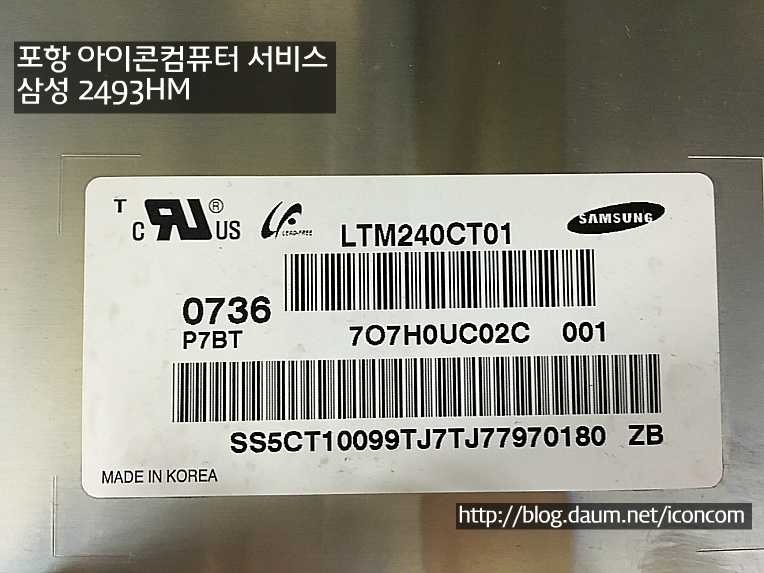 포항 아이콘컴퓨터 서비스
삼성 2493HM
T
C RU ® US
LEAD-FREE
LTM240CT01
SAMSUNG
0736
P7BT
7O7H0UC02C 001
SS5CT10099TJ7TJ77970180 ZB
MADE IN KOREA
http://blog.daum.net/iconcom